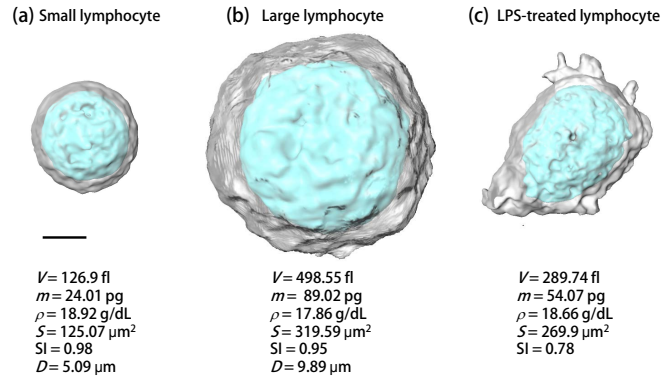 (a) Small lymphocyte
(b) Large lymphocyte
(c) LPS-treated lymphocyte
V = 126.9 fl
m = 24.01 pg
ρ = 18.92 g/dL
S = 125.07 µm²
SI = 0.98
D = 5.09 µm
V = 498.55 fl
m = 89.02 pg
ρ = 17.86 g/dL
S = 319.59 µm²
SI = 0.95
D = 9.89 µm
V = 289.74 fl
m = 54.07 pg
ρ = 18.66 g/dL
S = 269.9 µm²
SI = 0.78